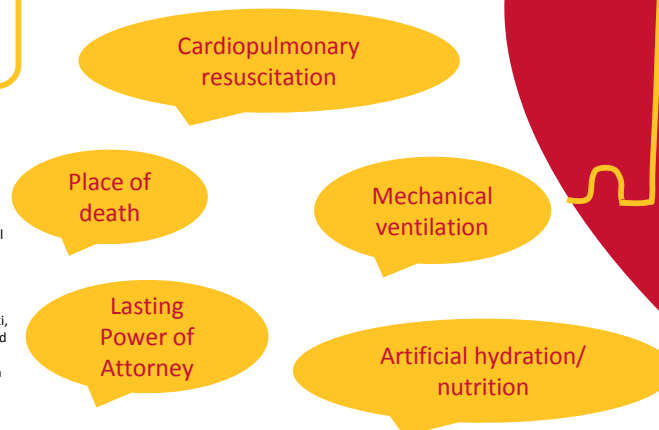 Cardiopulmonary
resuscitation
Place of
death
Mechanical
ventilation
Lasting
Power of
Attorney
Artificial hydration/
nutrition